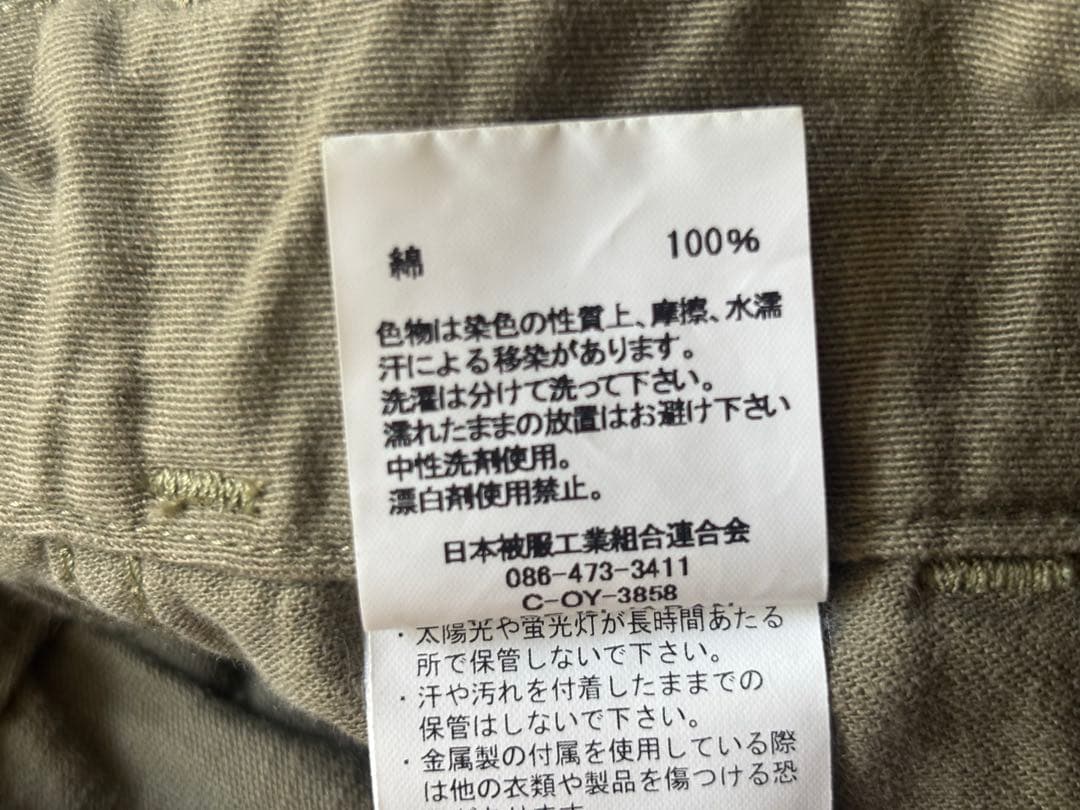 綿 100%
色物は染色の性質上、摩擦、水濡
汗による移染があります。
洗濯は分けて洗って下さい。
濡れたままの放置はお避け下さい
中性洗剤使用。
漂白剤使用禁止。
日本被服工業組合連合会
086-473-3411
C-OY-3858
・太陽光や蛍光灯が長時間あたる
所で保管しないで下さい。
・汗や汚れを付着したままでの
保管はしないで下さい。
・金属製の付属を使用している際
は他の衣類や製品を傷つける恐